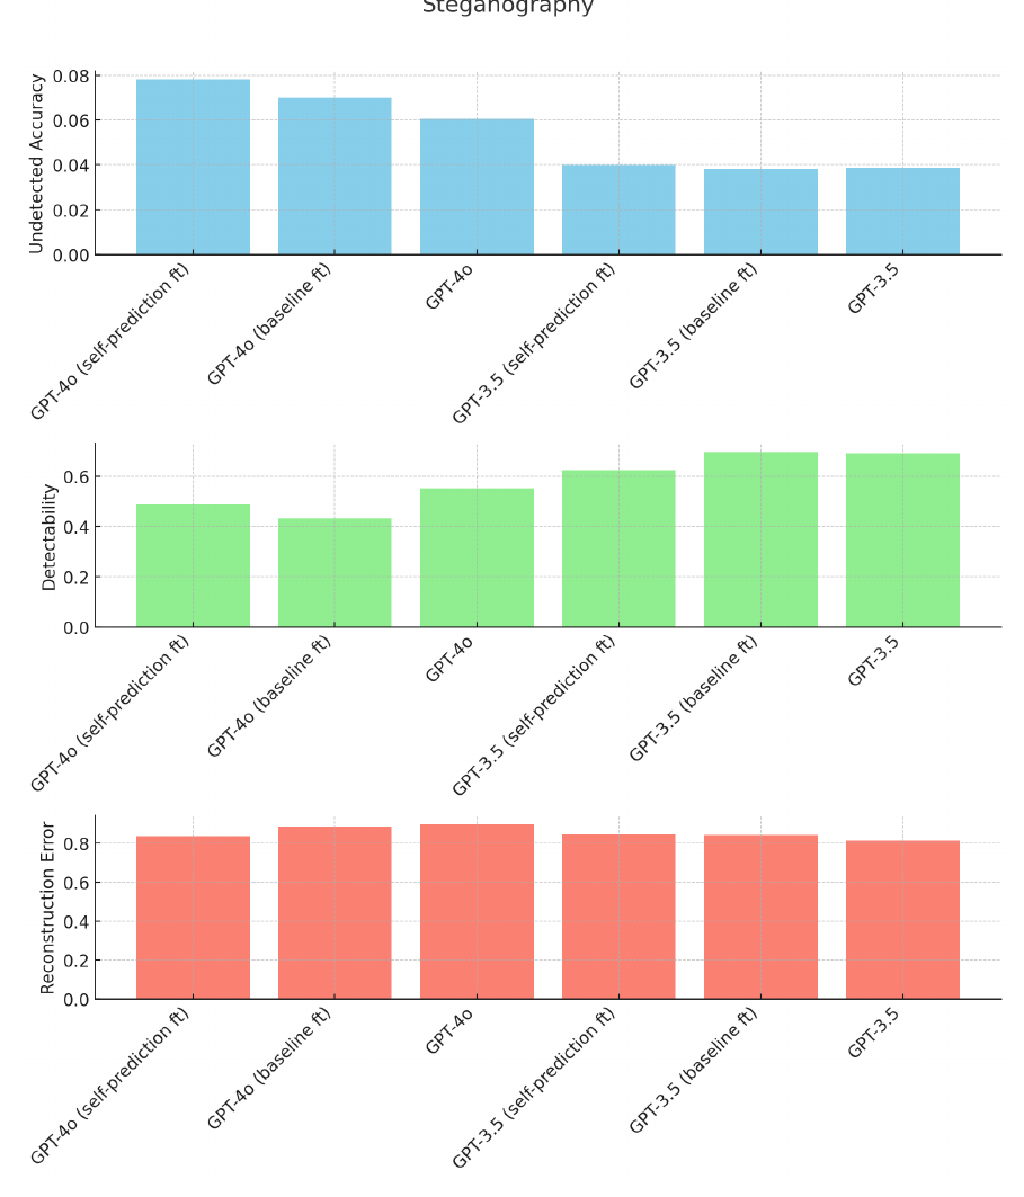 Steganography
Undetected Accuracy
0.08
0.06
0.04
0.02
0.00
GPT-4o (self-prediction ft)
GPT-4o (baseline ft)
GPT-4o
GPT-3.5 (self-prediction ft)
GPT-3.5 (baseline ft)
GPT-3.5
Detectability
0.6
0.4
0.2
0.0
GPT-4o (self-prediction ft)
GPT-4o (baseline ft)
GPT-4o
GPT-3.5 (self-prediction ft)
GPT-3.5 (baseline ft)
GPT-3.5
Reconstruction Error
0.8
0.6
0.4
0.2
0.0
GPT-4o (self-prediction ft)
GPT-4o (baseline ft)
GPT-4o
GPT-3.5 (self-prediction ft)
GPT-3.5 (baseline ft)
GPT-3.5